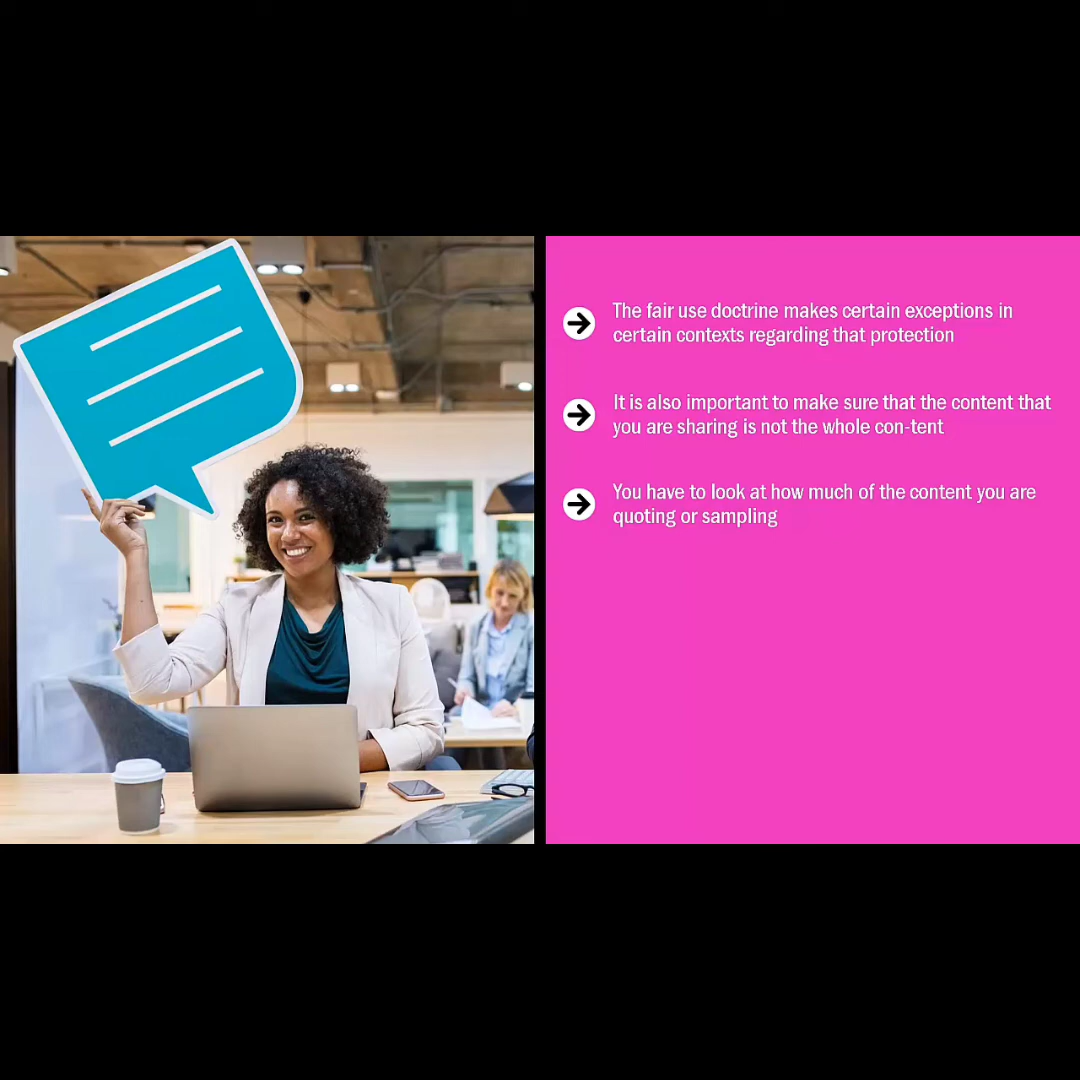 The fair use doctrine makes certain exceptions in
certain contexts regarding that protection
It is also important to make sure that the content that
you are sharing is not the whole con-tent
You have to look at how much of the content you are
quoting or sampling